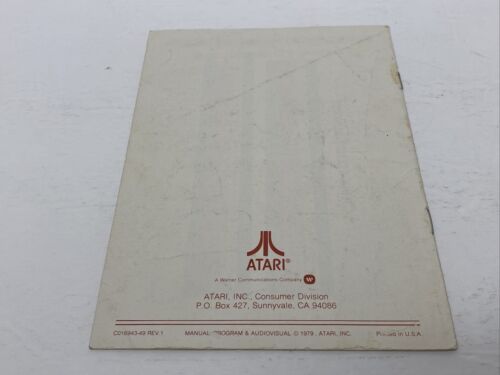 ATARI®
A Warner Communications Company
ATARI, INC., Consumer Division
P.O. Box 427, Sunnyvale, CA 94086
C016943-49 REV 1 MANUAL, PROGRAM & AUDIOVISUAL © 1979 ATARI, INC. Printed in U.S.A.